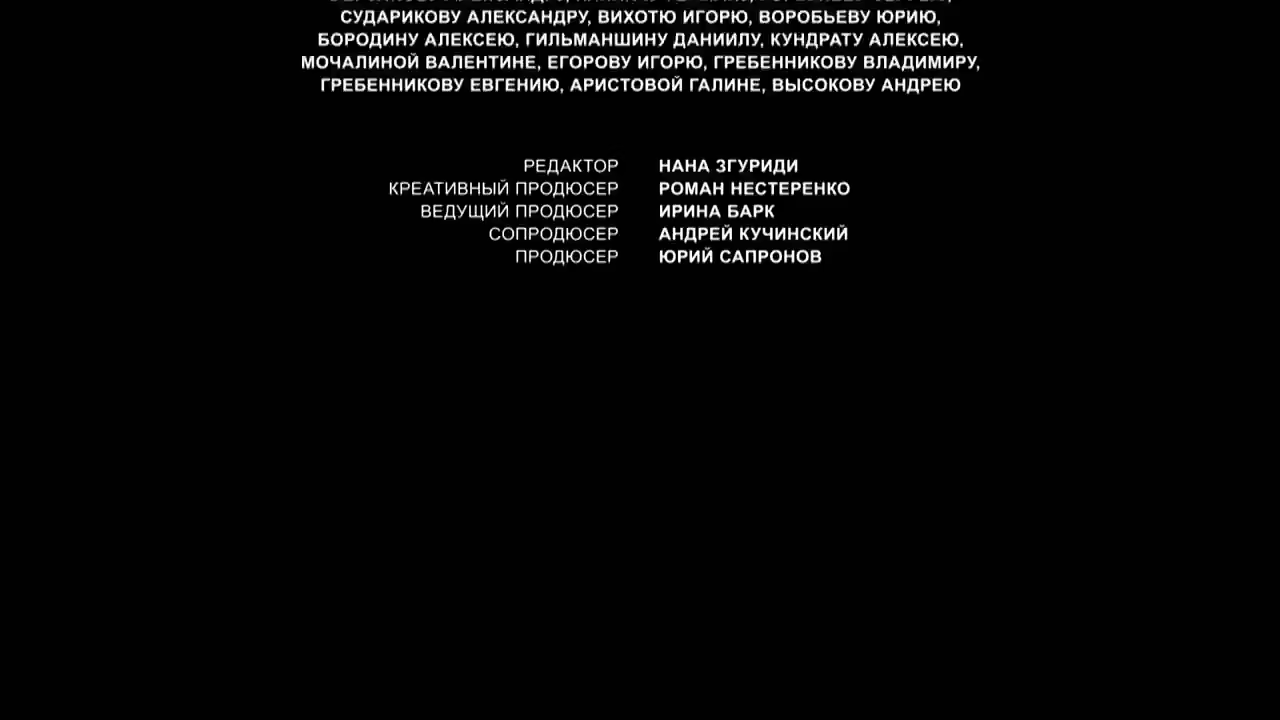 СУДАРИКОВУ АЛЕКСАНДРУ, ВИХОТЮ ИГОРЮ, ВОРОБЬЕВУ ЮРИЮ,
БОРОДИНУ АЛЕКСЕЮ, ГИЛЬМАНШИНУ ДАНИИЛУ, КУНДРАТУ АЛЕКСЕЮ,
МОЧАЛИНОЙ ВАЛЕНТИНЕ, ЕГОРОВУ ИГОРЮ, ГРЕБЕННИКОВУ ВЛАДИМИРУ,
ГРЕБЕННИКОВУ ЕВГЕНИЮ, АРИСТОВОЙ ГАЛИНЕ, ВЫСОКОВУ АНДРЕЮ
РЕДАКТОР НАНА ЗГУРИДИ
КРЕАТИВНЫЙ ПРОДЮСЕР РОМАН НЕСТЕРЕНКО
ВЕДУЩИЙ ПРОДЮСЕР ИРИНА БАРК
СОПРОДЮСЕР АНДРЕЙ КУЧИНСКИЙ
ПРОДЮСЕР ЮРИЙ САПРОНОВ